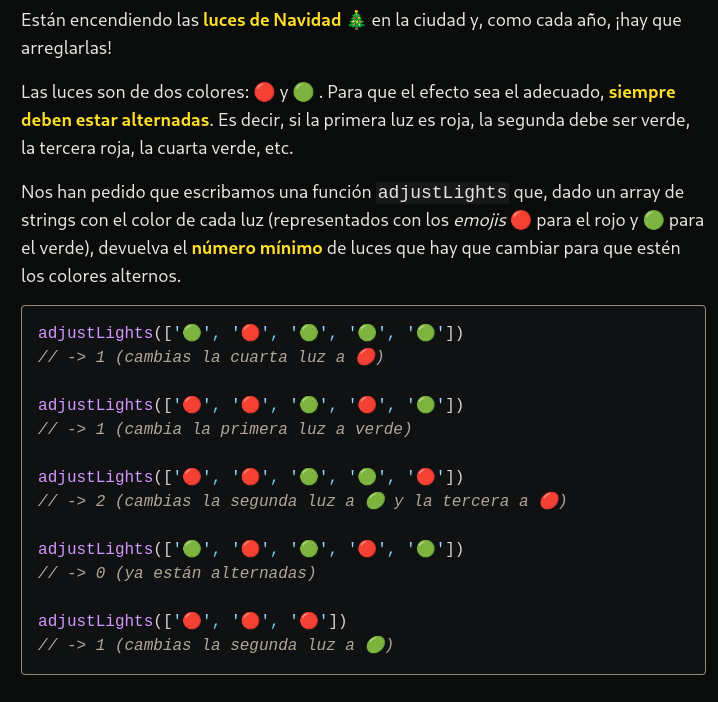 Están encendiendo las luces de Navidad 🎄 en la ciudad y, como cada año, ¡hay que
arreglarlas!
Las luces son de dos colores: 🔴 y 🟢 . Para que el efecto sea el adecuado, siempre
deben estar alternadas. Es decir, si la primera luz es roja, la segunda debe ser verde,
la tercera roja, la cuarta verde, etc.
Nos han pedido que escribamos una función adjustLights que, dado un array de
strings con el color de cada luz (representados con los emojis 🔴 para el rojo y 🟢 para
el verde), devuelva el número mínimo de luces que hay que cambiar para que estén
los colores alternos.
adjustLights(['🟢', '🔴', '🟢', '🟢', '🟢'])
// -> 1 (cambias la cuarta luz a 🔴)
adjustLights(['🔴', '🔴', '🟢', '🔴', '🟢'])
// -> 1 (cambia la primera luz a verde)
adjustLights(['🔴', '🔴', '🟢', '🟢', '🔴'])
// -> 2 (cambias la segunda luz a 🟢 y la tercera a 🔴)
adjustLights(['🟢', '🔴', '🟢', '🔴', '🟢'])
// -> 0 (ya están alternadas)
adjustLights(['🔴', '🔴', '🔴'])
// -> 1 (cambias la segunda luz a 🟢)